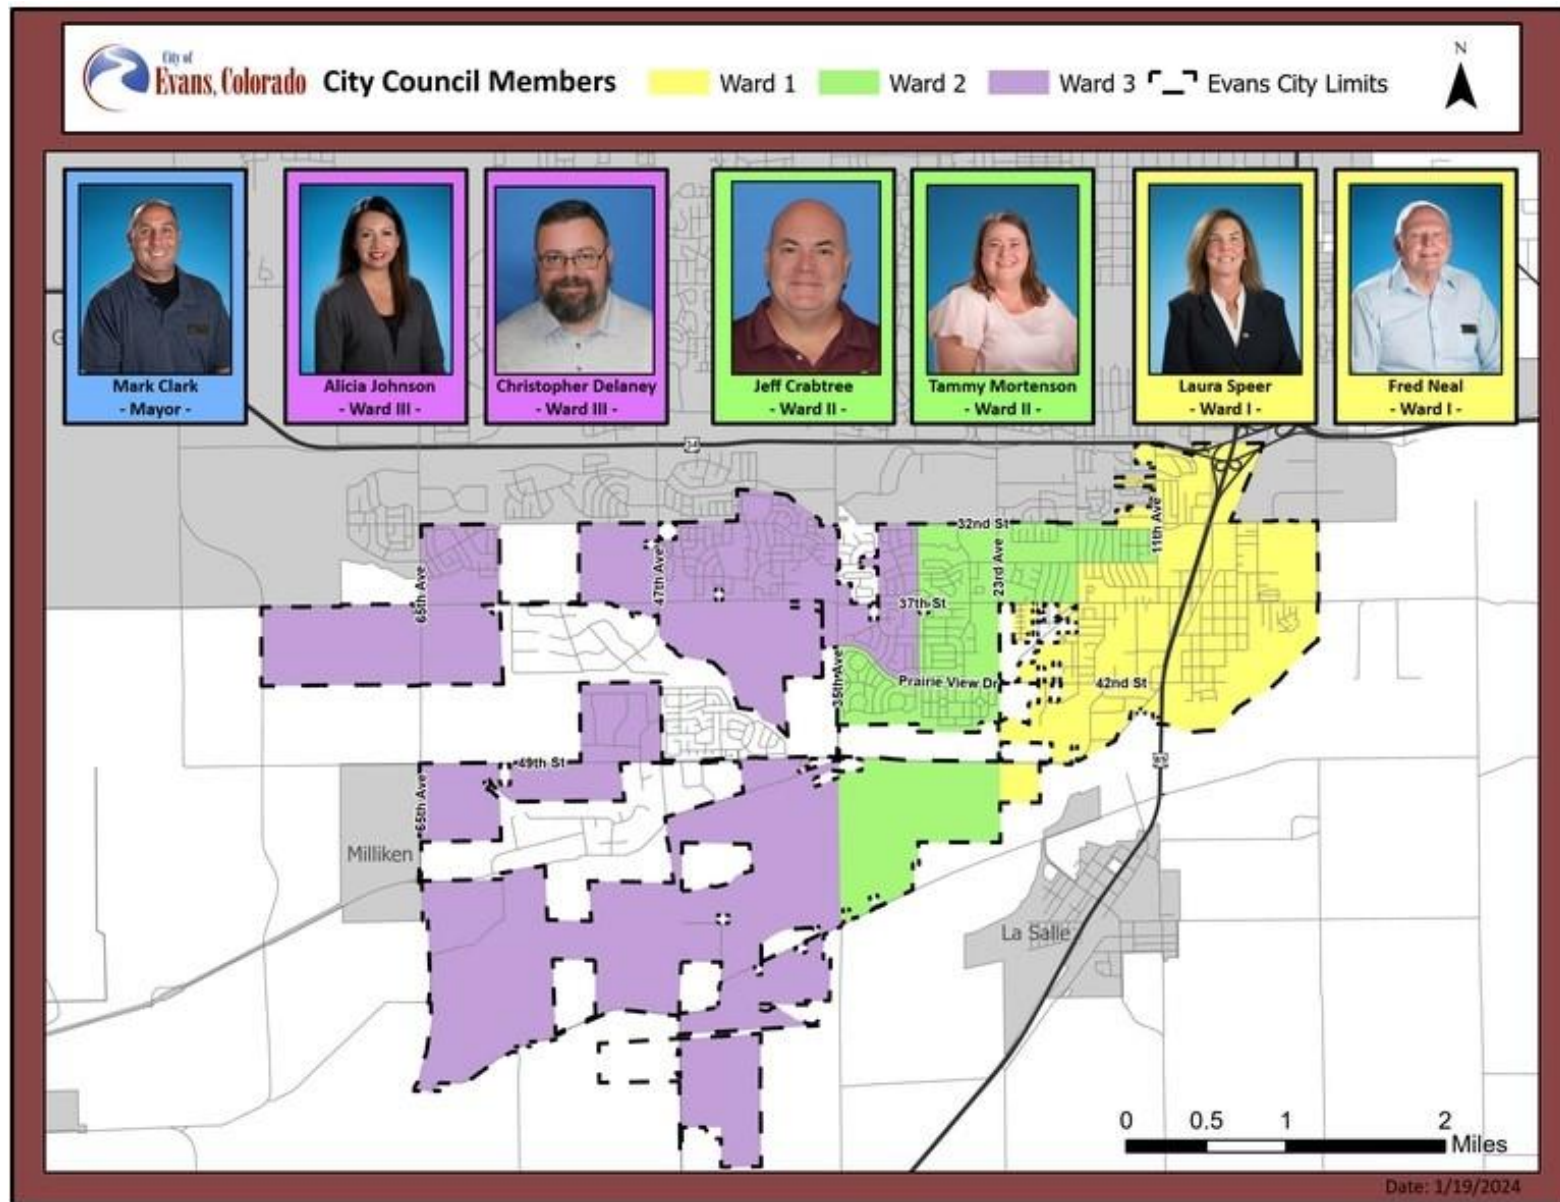 City of
Evans, Colorado
City Council Members
Ward 1
Ward 2
Ward 3
Evans City Limits
N
Mark Clark
- Mayor -
Alicia Johnson
- Ward III -
Christopher Delaney
- Ward III -
Jeff Crabtree
- Ward II -
Tammy Mortenson
- Ward II -
Laura Speer
- Ward I -
Fred Neal
- Ward I -
34
32nd St
11th Ave
23rd Ave
47th Ave
65th Ave
37th St
35th Ave
Prairie View Dr
42nd St
49th St
65th Ave
85
Milliken
La Salle
0 0.5 1 2
Miles
Date: 1/19/2024